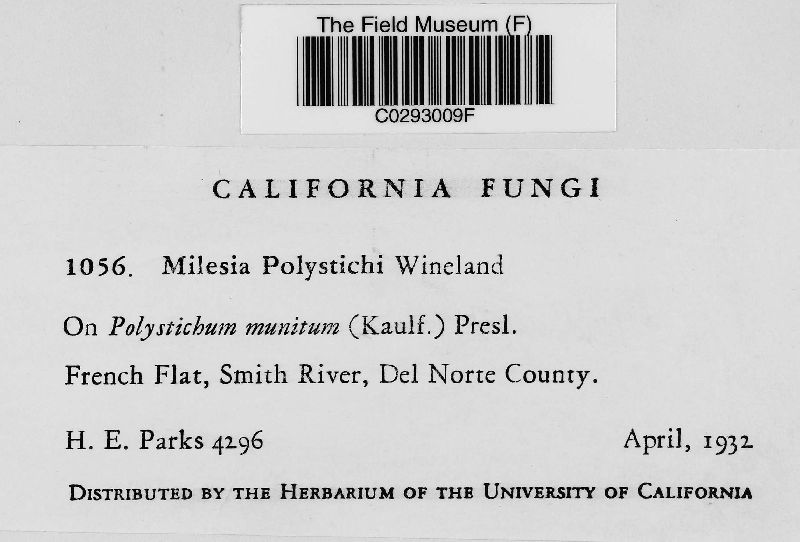 The Field Museum (F)
C0293009F
CALIFORNIA FUNGI
1056. Milesia Polystichi Wineland
On Polystichum munitum (Kaulf.) Presl.
French Flat, Smith River, Del Norte County.
H. E. Parks 4296 April, 1932
DISTRIBUTED BY THE HERBARIUM OF THE UNIVERSITY OF CALIFORNIA